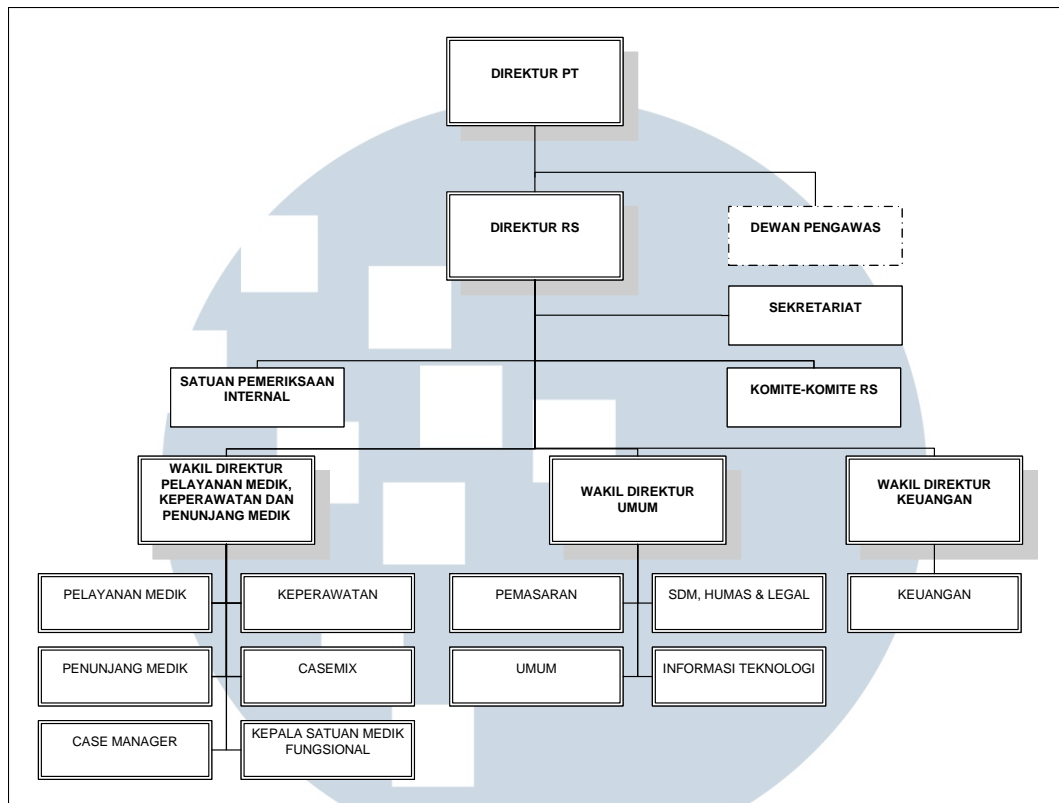 DIREKTUR PT
DIREKTUR RS
DEWAN PENGAWAS
SEKRETARIAT
SATUAN PEMERIKSAAN
INTERNAL
KOMITE-KOMITE RS
WAKIL DIREKTUR
PELAYANAN MEDIK,
KEPERAWATAN DAN
PENUNJANG MEDIK
WAKIL DIREKTUR
UMUM
WAKIL DIREKTUR
KEUANGAN
PELAYANAN MEDIK
KEPERAWATAN
PEMASARAN
SDM, HUMAS & LEGAL
KEUANGAN
PENUNJANG MEDIK
CASEMIX
UMUM
INFORMASI TEKNOLOGI
CASE MANAGER
KEPALA SATUAN MEDIK
FUNGSIONAL